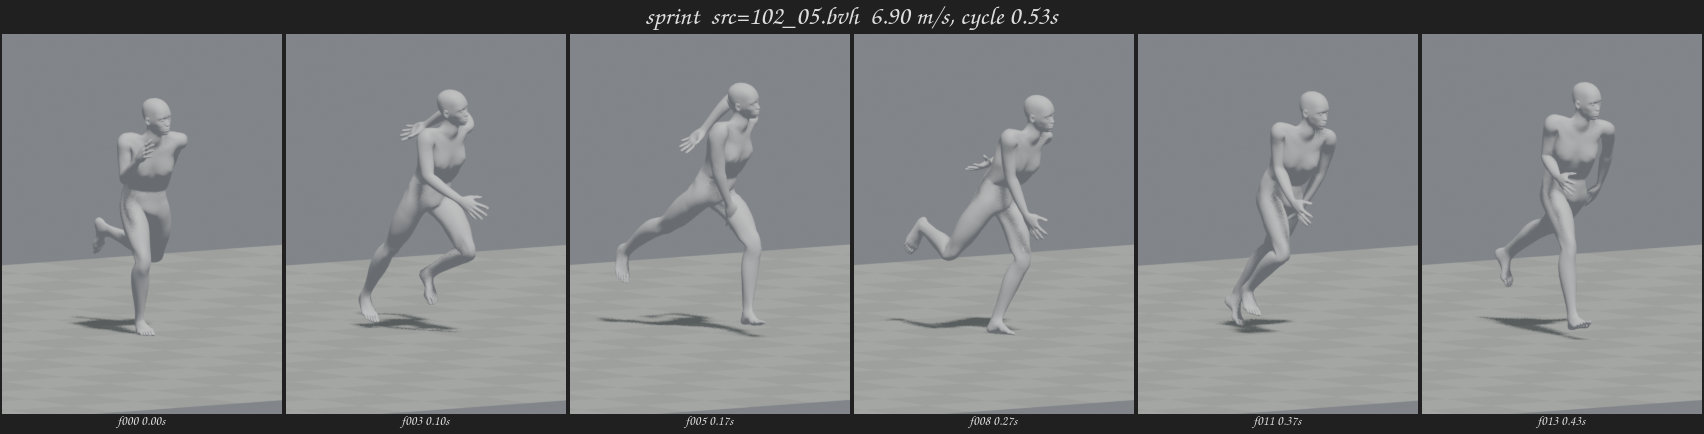 sprint src=102_05.bvh 6.90 m/s, cycle 0.53s
f000 0.00s
f003 0.10s
f005 0.17s
f008 0.27s
f011 0.37s
f013 0.43s